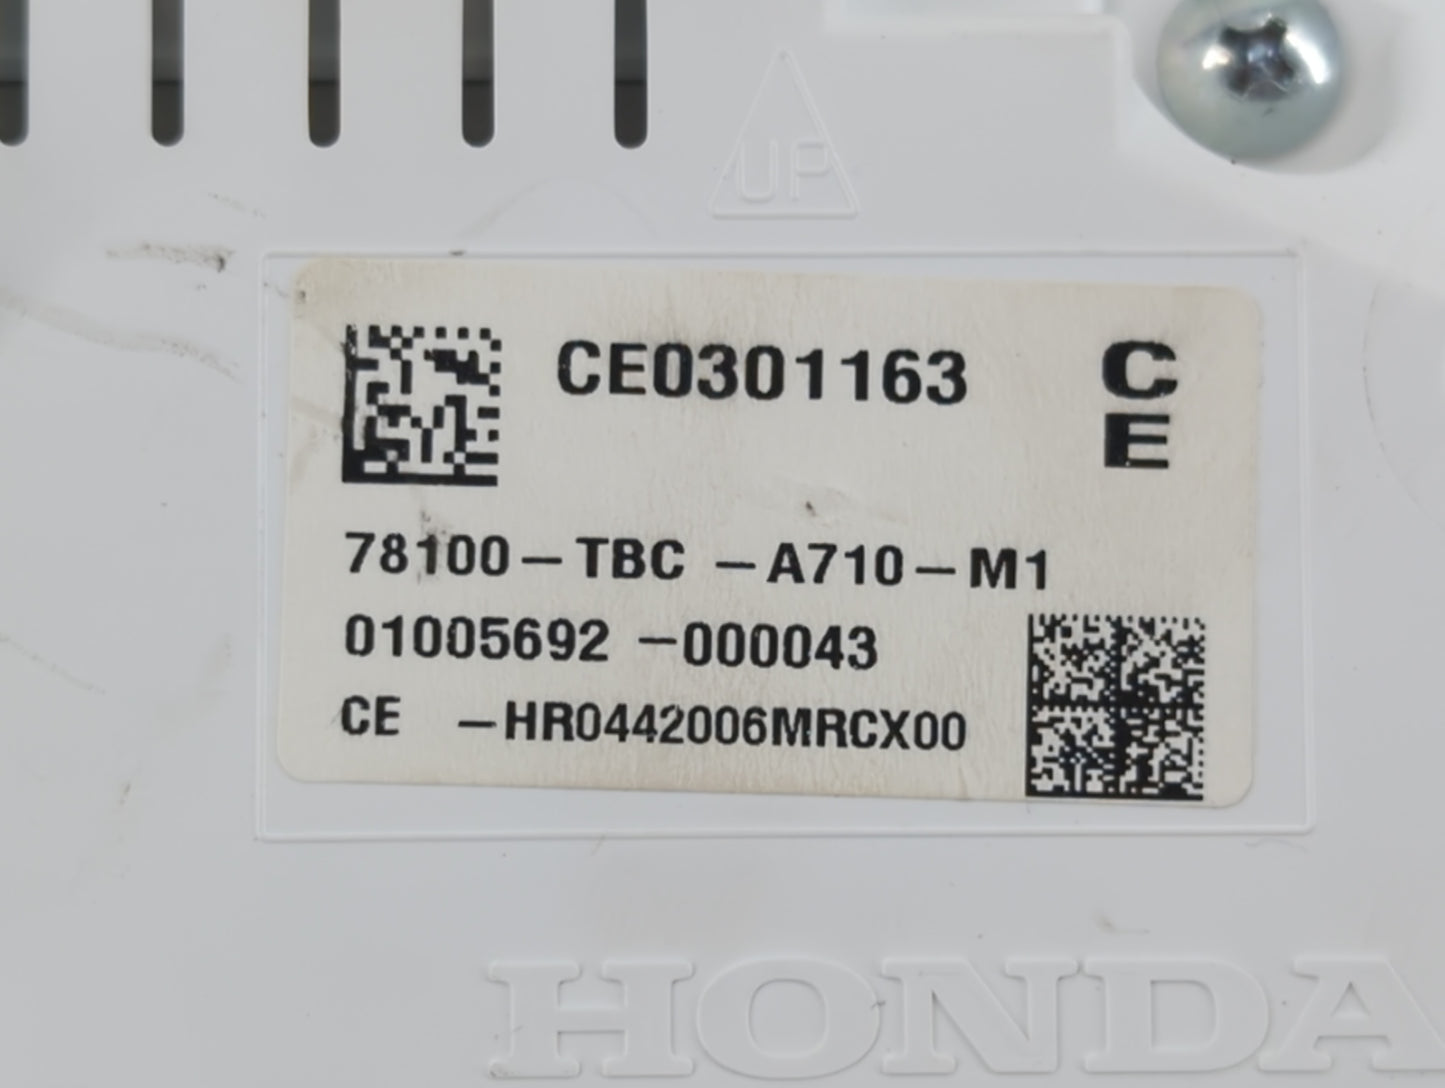 UP
CE0301163
C
E
78100-TBC -A710-M1
01005692 -000043
CE -HR0442006MRCX00
HONDA